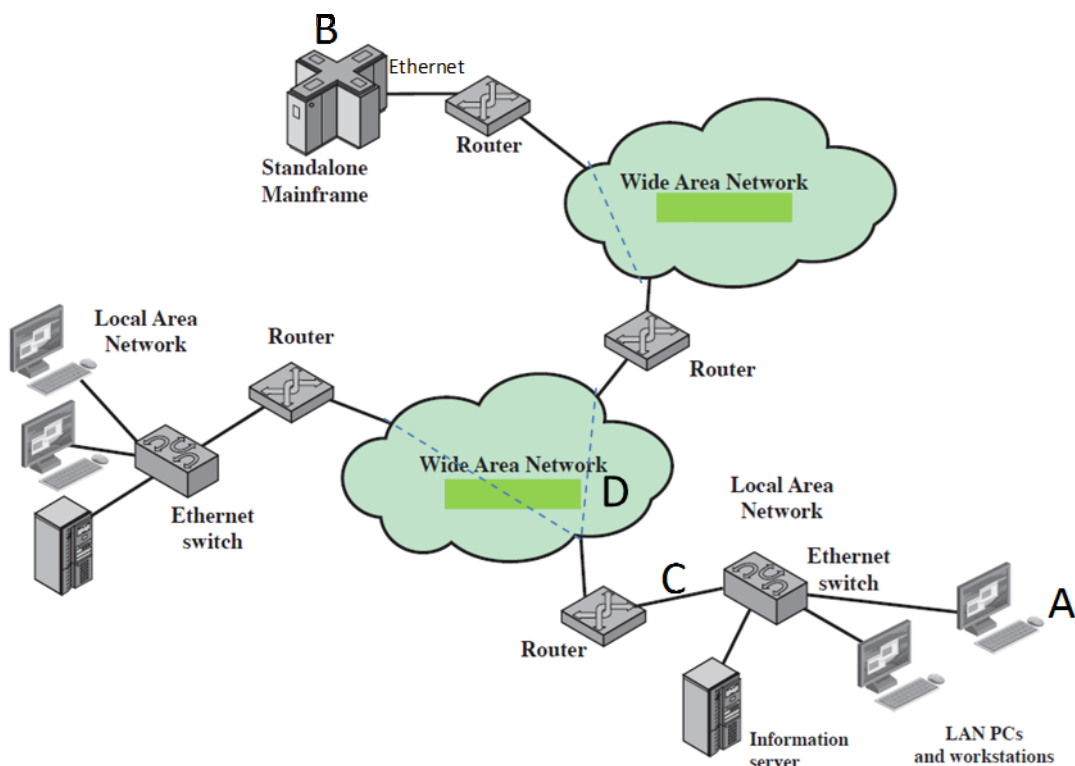 B
Ethernet
Router
Standalone
Mainframe
Wide Area Network
Local Area
Network
Router
Router
Wide Area Network
D
Local Area
Network
Ethernet
switch
Ethernet
switch
C
A
Router
Information
server
LAN PCs
and workstations